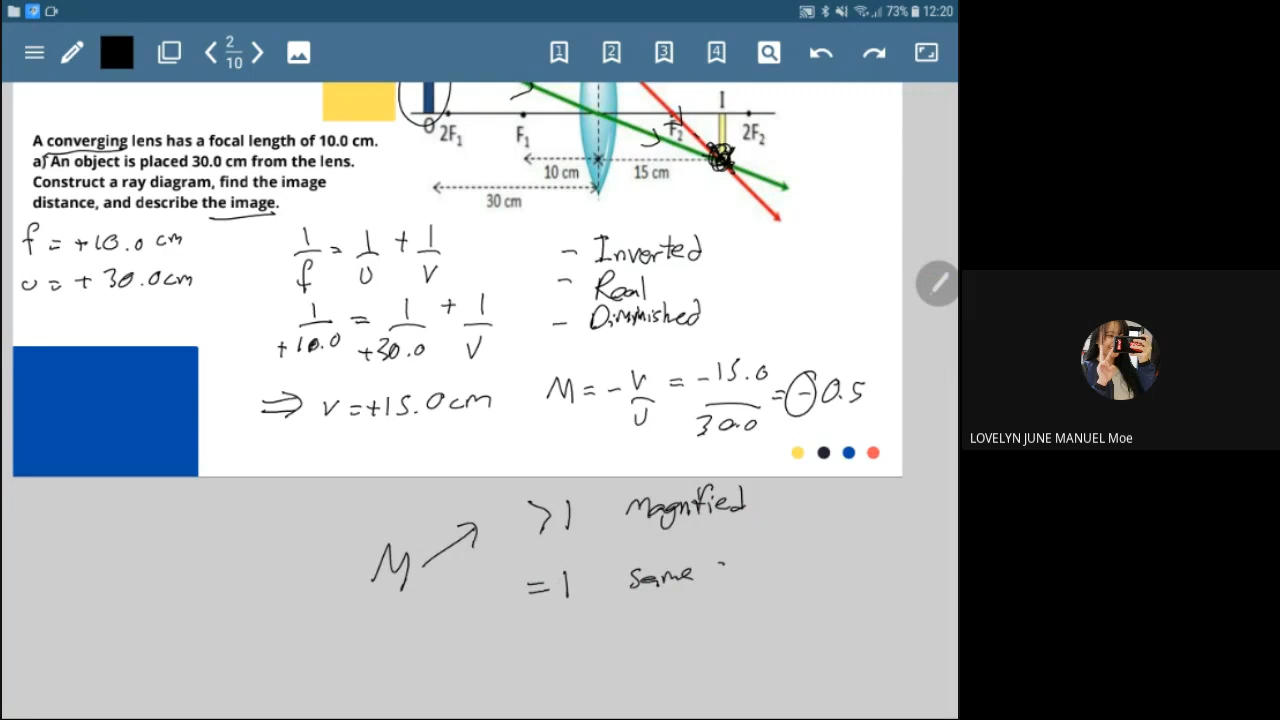 73% 12:20
2
10
1 2 3 4
I
O 2F1 F1 F2 2F2
10 cm 15 cm
30 cm
A converging lens has a focal length of 10.0 cm.
a) An object is placed 30.0 cm from the lens.
Construct a ray diagram, find the image
distance, and describe the image.
f = +10.0 cm
u = + 30.0cm
1/f = 1/u + 1/v
1/+10.0 = 1/+30.0 + 1/v
⇒ v = +15.0cm
- Inverted
- Real
- Diminished
M = - v/u = -15.0/30.0 = -0.5
M > 1 Magnified
= 1 same
LOVELYN JUNE MANUEL Moe